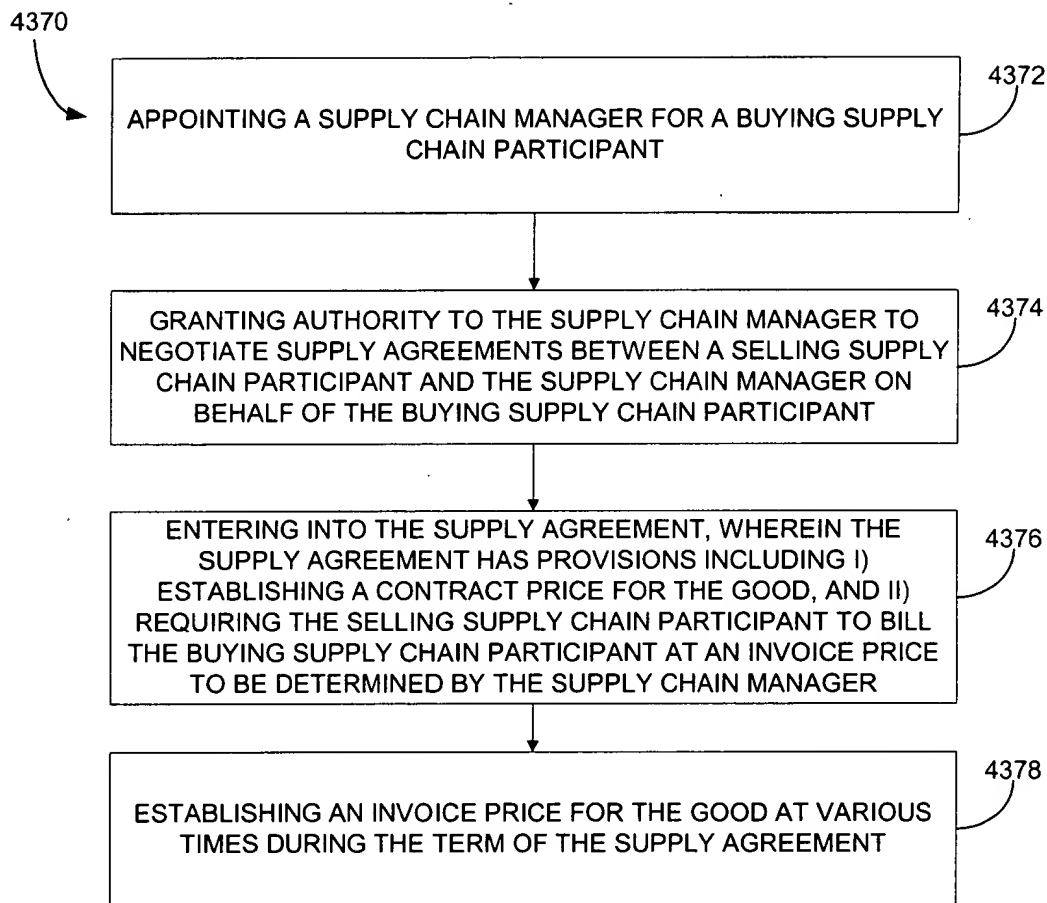 4370
4372
APPOINTING A SUPPLY CHAIN MANAGER FOR A BUYING SUPPLY
CHAIN PARTICIPANT
4374
GRANTING AUTHORITY TO THE SUPPLY CHAIN MANAGER TO
NEGOTIATE SUPPLY AGREEMENTS BETWEEN A SELLING SUPPLY
CHAIN PARTICIPANT AND THE SUPPLY CHAIN MANAGER ON
BEHALF OF THE BUYING SUPPLY CHAIN PARTICIPANT
4376
ENTERING INTO THE SUPPLY AGREEMENT, WHEREIN THE
SUPPLY AGREEMENT HAS PROVISIONS INCLUDING I)
ESTABLISHING A CONTRACT PRICE FOR THE GOOD, AND II)
REQUIRING THE SELLING SUPPLY CHAIN PARTICIPANT TO BILL
THE BUYING SUPPLY CHAIN PARTICIPANT AT AN INVOICE PRICE
TO BE DETERMINED BY THE SUPPLY CHAIN MANAGER
4378
ESTABLISHING AN INVOICE PRICE FOR THE GOOD AT VARIOUS
TIMES DURING THE TERM OF THE SUPPLY AGREEMENT